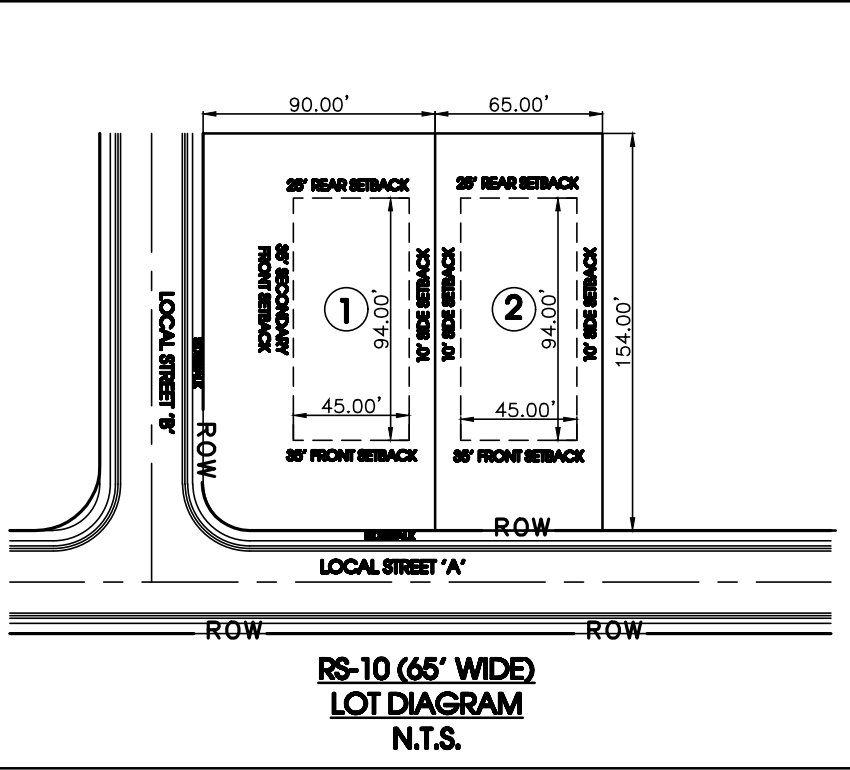 90.00'
65.00'
25' REAR SETBACK
25' REAR SETBACK
35' SECONDARY
FRONT SETBACK
1
94.00'
10' SIDE SETBACK
10' SIDE SETBACK
2
94.00'
10' SIDE SETBACK
154.00'
LOCAL STREET 'B'
SIDEWALK
45.00'
45.00'
ROW
35' FRONT SETBACK
35' FRONT SETBACK
SIDEWALK
ROW
LOCAL STREET 'A'
ROW
ROW
RS-10 (65' WIDE)
LOT DIAGRAM
N.T.S.